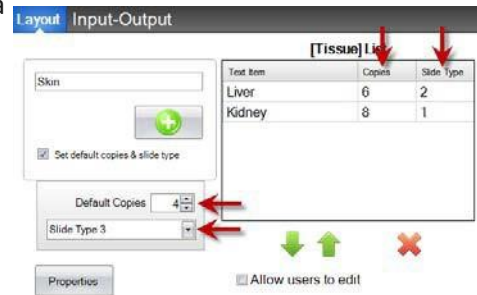 a
Layout Input-Output
[Tissue] List
Skin
Set default copies & slide type
Default Copies 4
Slide Type 3
Properties
Text Item Copies Slide Type
Liver 6 2
Kidney 8 1
Allow users to edit